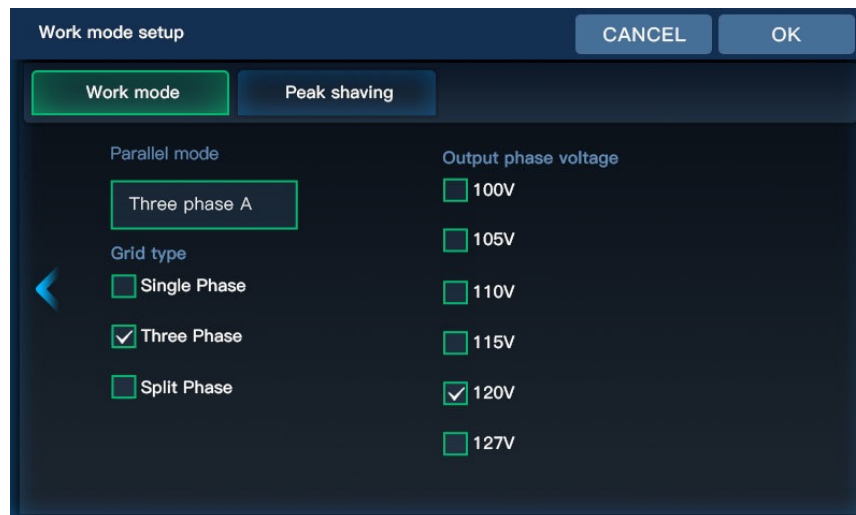 Work mode setup
CANCEL
OK
Work mode
Peak shaving
Parallel mode
Three phase A
Grid type
Single Phase
Three Phase
Split Phase
Output phase voltage
100V
105V
110V
115V
120V
127V